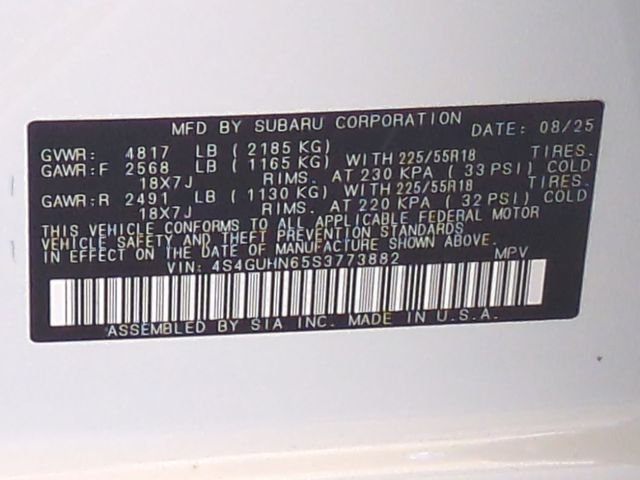 MFD BY SUBARU CORPORATION DATE: 08/25
GVWR: 4817 LB (2185 KG)
GAWR:F 2568 LB (1165 KG) WITH 225/55R18 TIRES.
18X7J RIMS. AT 230 KPA (33 PSI) COLD
GAWR:R 2491 LB (1130 KG) WITH 225/55R18 TIRES.
18X7J RIMS. AT 220 KPA (32 PSI) COLD
THIS VEHICLE CONFORMS TO ALL APPLICABLE FEDERAL MOTOR
VEHICLE SAFETY AND THEFT PREVENTION STANDARDS
IN EFFECT ON THE DATE OF MANUFACTURE SHOWN ABOVE.
VIN: 4S4GUHN65S3773882 MPV
ASSEMBLED BY SIA INC. MADE IN U.S.A.